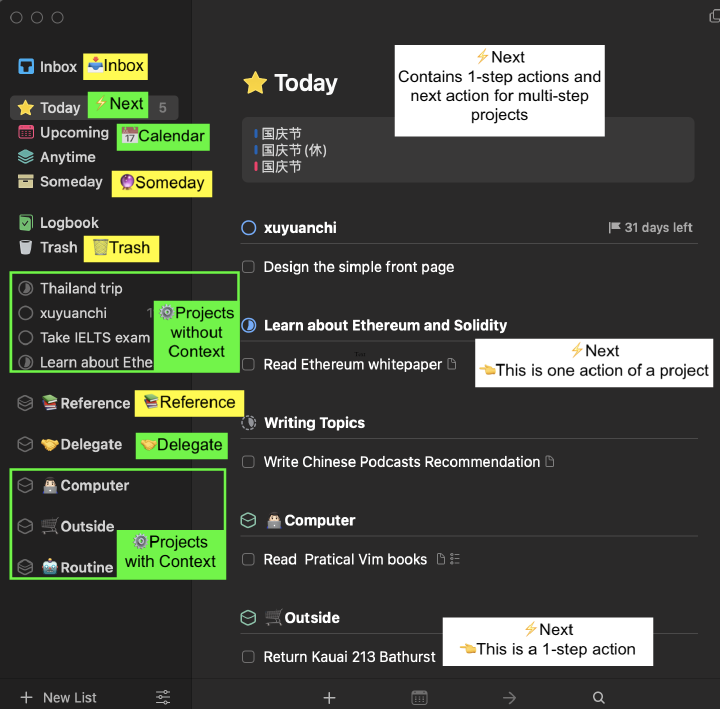 Inbox
📥Inbox
⚡Next
Contains 1-step actions and
next action for multi-step
projects
Today
⚡Next
5
Upcoming
📅Calendar
Anytime
Someday
🔮Someday
Logbook
Trash
🗑️Trash
Thailand trip
xuyuanchi
1
Take IELTS exam
Learn about Ethe
⚙️Projects
without
Context
📚Reference
📚Reference
🤝Delegate
🤝Delegate
👨🏻‍💻Computer
🛒Outside
🤖Routine
⚙️Projects
with Context
New List
⭐ Today
国庆节
国庆节 (休)
国庆节
xuyuanchi
31 days left
Design the simple front page
Learn about Ethereum and Solidity
Read Ethereum whitepaper
⚡Next
👈This is one action of a project
Writing Topics
Write Chinese Podcasts Recommendation
👨🏻‍💻Computer
Read Pratical Vim books
🛒Outside
Return Kauai 213 Bathurst
⚡Next
👈This is a 1-step action